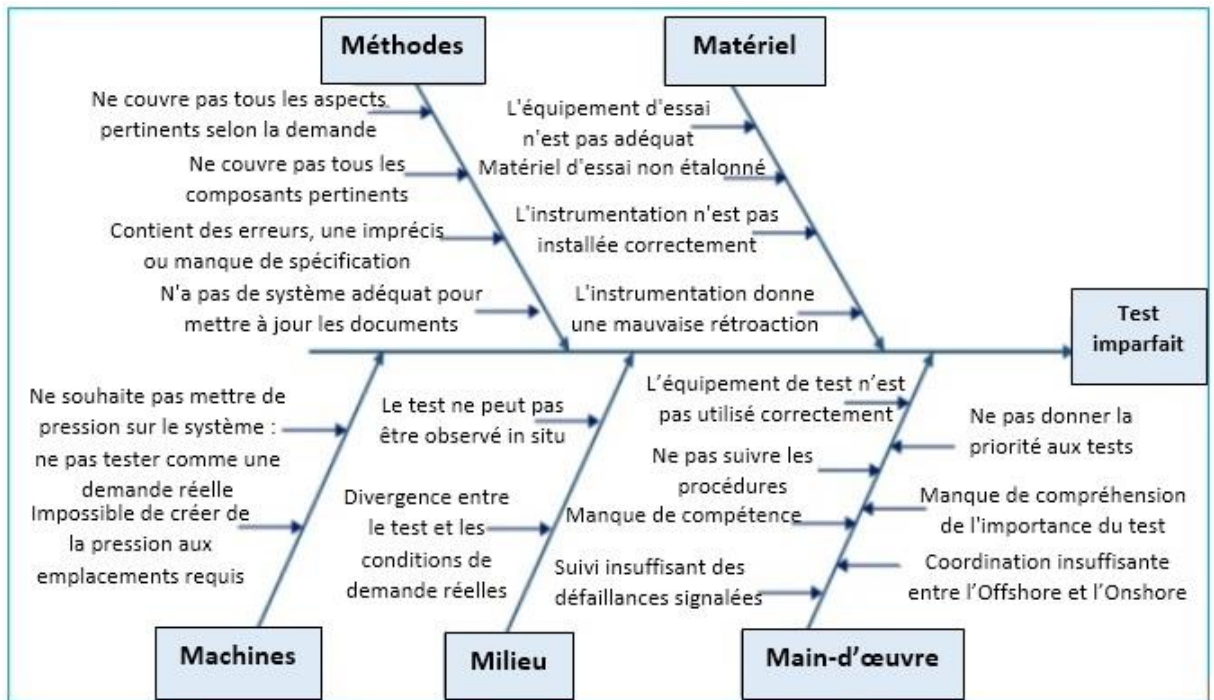 Méthodes
Matériel
Ne couvre pas tous les aspects
pertinents selon la demande
Ne couvre pas tous les
composants pertinents
Contient des erreurs, une imprécis
ou manque de spécification
N'a pas de système adéquat pour
mettre à jour les documents
L'équipement d'essai
n'est pas adéquat
Matériel d'essai non étalonné
L'instrumentation n'est pas
installée correctement
L'instrumentation donne
une mauvaise rétroaction
Test
imparfait
Ne souhaite pas mettre de
pression sur le système :
ne pas tester comme une
demande réelle
Impossible de créer de
la pression aux
emplacements requis
Le test ne peut pas
être observé in situ
Divergence entre
le test et les
conditions de
demande réelles
L’équipement de test n’est
pas utilisé correctement
Ne pas suivre les
procédures
Manque de compétence
Suivi insuffisant des
défaillances signalées
Ne pas donner la
priorité aux tests
Manque de compréhension
de l'importance du test
Coordination insuffisante
entre l’Offshore et l’Onshore
Machines
Milieu
Main-d’œuvre